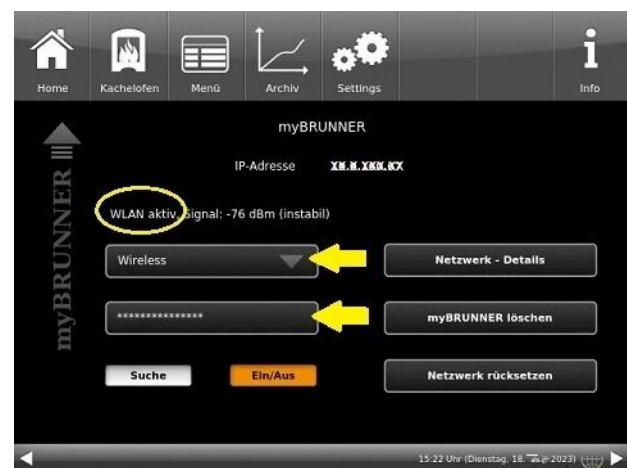 Home Kachelofen Menü Archiv Settings Info
myBRUNNER
IP-Adresse
WLAN aktiv, Signal: -76 dBm (instabil)
Wireless
Netzwerk - Details
***************
myBRUNNER löschen
Suche Ein/Aus Netzwerk rücksetzen
myBRUNNER
15:22 Uhr (Dienstag, 18. 2023)